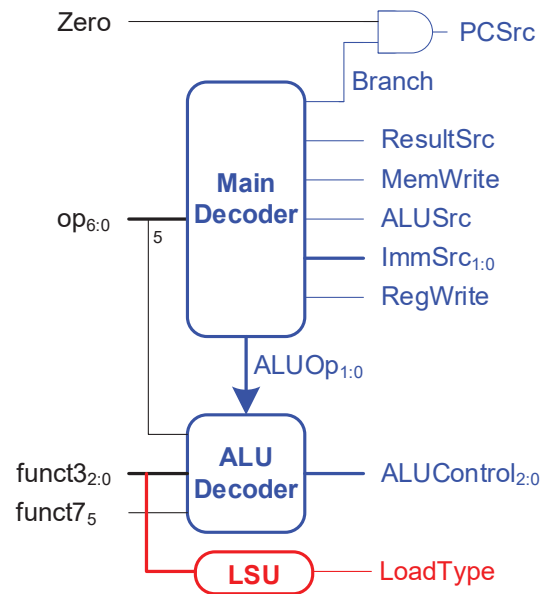 Zero
PCSrc
Branch
ResultSrc
MemWrite
Main
Decoder
op6:0
5
ALUSrc
ImmSrc1:0
RegWrite
ALUOp1:0
funct32:0
ALU
Decoder
ALUControl2:0
funct75
LSU
LoadType